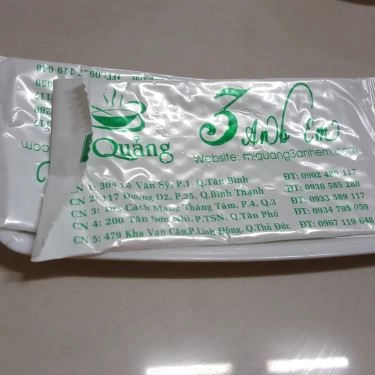 3 Anh Em
Quảng
Website: m.quang3anhem.com
CN 1: 304 Lê Văn Sỹ, P.1, Q.Tân Bình ĐT: 0902 489 117
CN 2: 117 Đường D2, P.25, Q.Bình Thạnh ĐT: 0938 585 288
CN 3: Cách Mạng Tháng Tám, P.4, Q.3 ĐT: 0933 589 117
CN 4: 200 Tân Sơn Nhì, P.TSN, Q.Tân Phú ĐT: 0934 795 059
CN 5: 479 Kha Vạn Cân, P.Linh Đông, Q.Thủ Đức ĐT: 0967 119 648